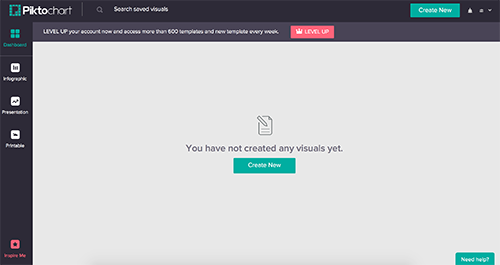 Piktochart
Search saved visuals
Create New
LEVEL UP your account now and access more than 600 templates and new template every week.
LEVEL UP
Dashboard
Infographic
Presentation
Printable
You have not created any visuals yet.
Create New
Inspire Me
Need help?